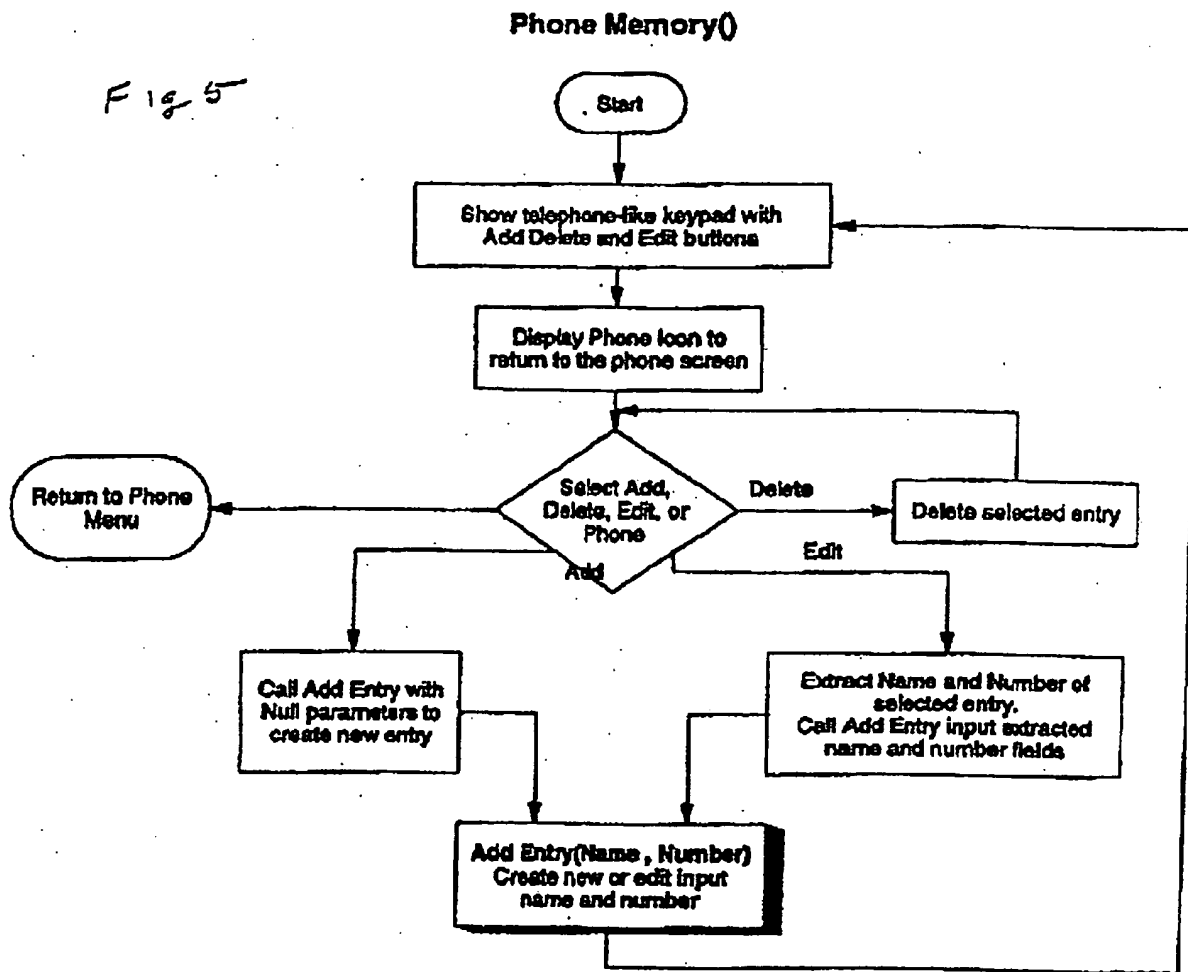 Phone Memory()
Fig 5
Start
Show telephone-like keypad with
Add Delete and Edit buttons
Display Phone Icon to
return to the phone screen
Select Add,
Delete, Edit, or
Phone
Delete
Delete selected entry
Return to Phone
Menu
Add
Edit
Call Add Entry with
Null parameters to
create new entry
Extract Name and Number of
selected entry.
Call Add Entry input extracted
name and number fields
Add Entry(Name , Number)
Create new or edit input
name and number